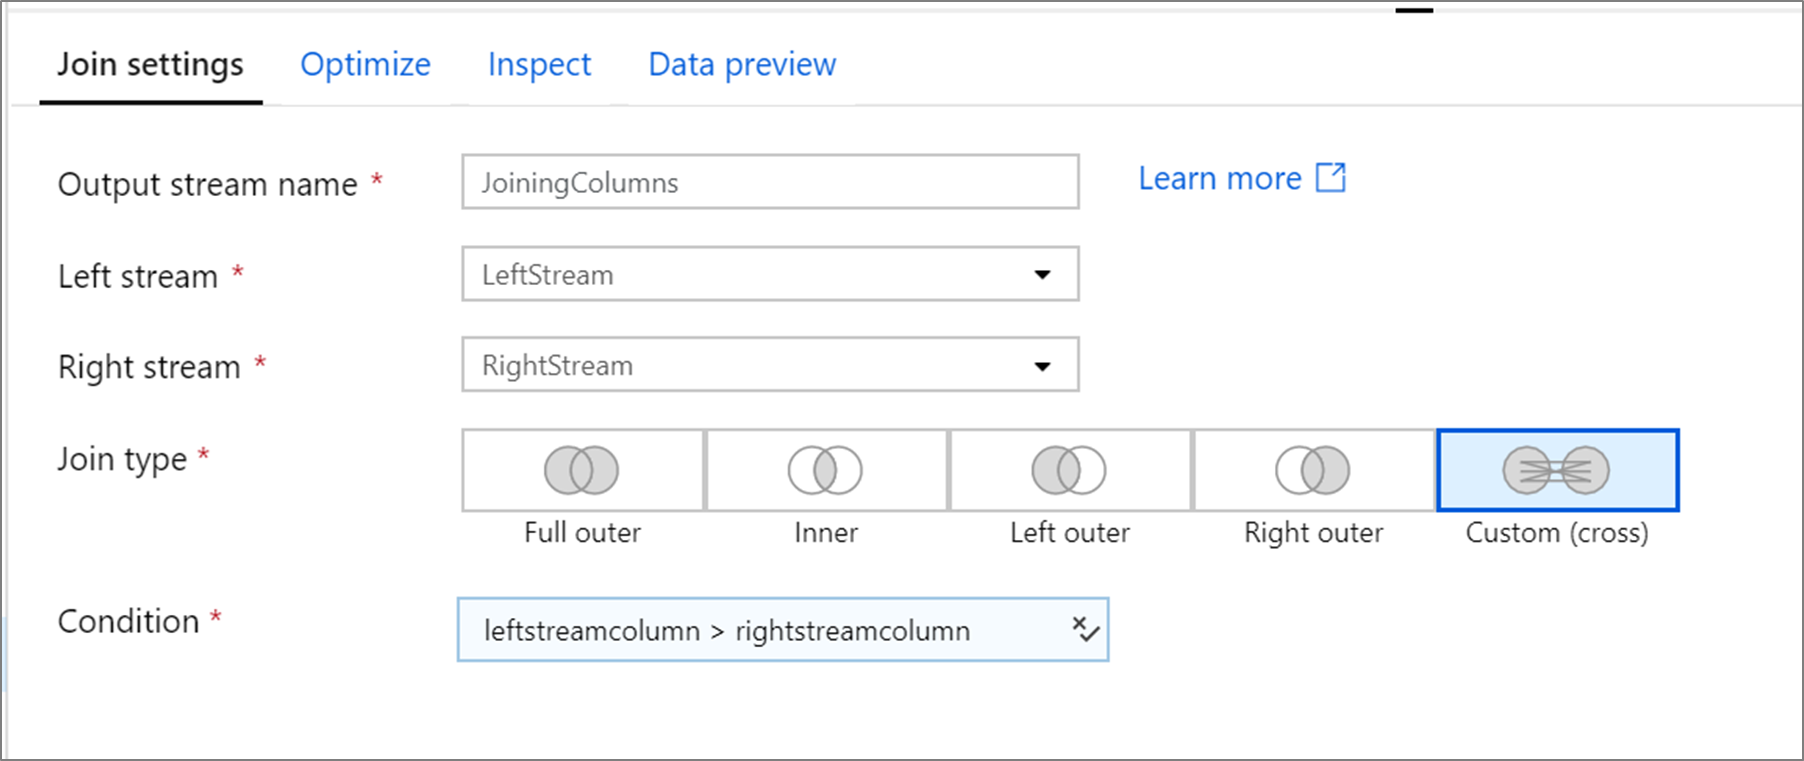 Join settings Optimize Inspect Data preview
Output stream name * JoiningColumns Learn more
Left stream * LeftStream
Right stream * RightStream
Join type *
Full outer Inner Left outer Right outer Custom (cross)
Condition * leftstreamcolumn > rightstreamcolumn